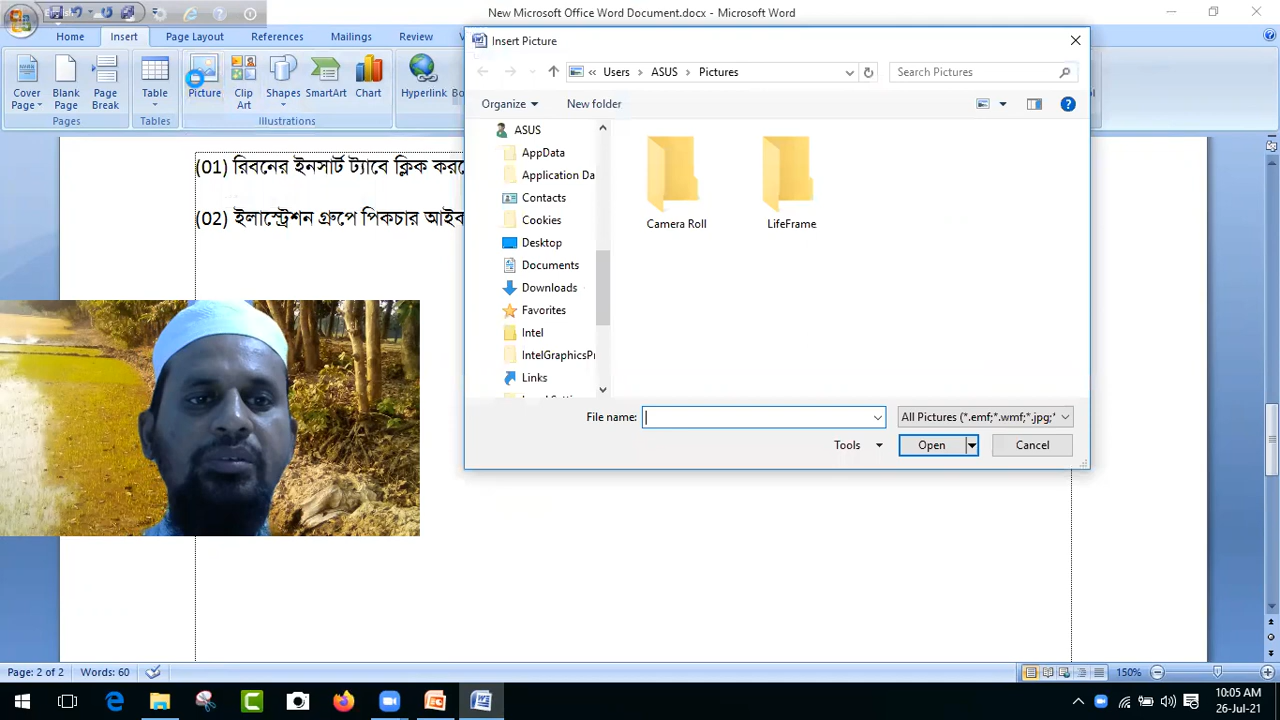 New Microsoft Office Word Document.docx - Microsoft Word
Home Insert Page Layout References Mailings Review
Cover Page Blank Page Page Break Table Picture Clip Art Shapes SmartArt Chart Hyperlink
Pages Tables Illustrations
Insert Picture
Users ASUS Pictures
Search Pictures
Organize New folder
ASUS
AppData
Application Da
Contacts
Cookies
Desktop
Documents
Downloads
Favorites
Intel
IntelGraphicsPr
Links
Camera Roll LifeFrame
File name: All Pictures (*.emf;*.wmf;*.jpg;*
Tools Open Cancel
(01) রিবনের ইনসার্ট ট্যাবে ক্লিক
(02) ইলাস্ট্রেশন গ্রুপে পিকচার
Page: 2 of 2 Words: 60 150%
10:05 AM
26-Jul-21